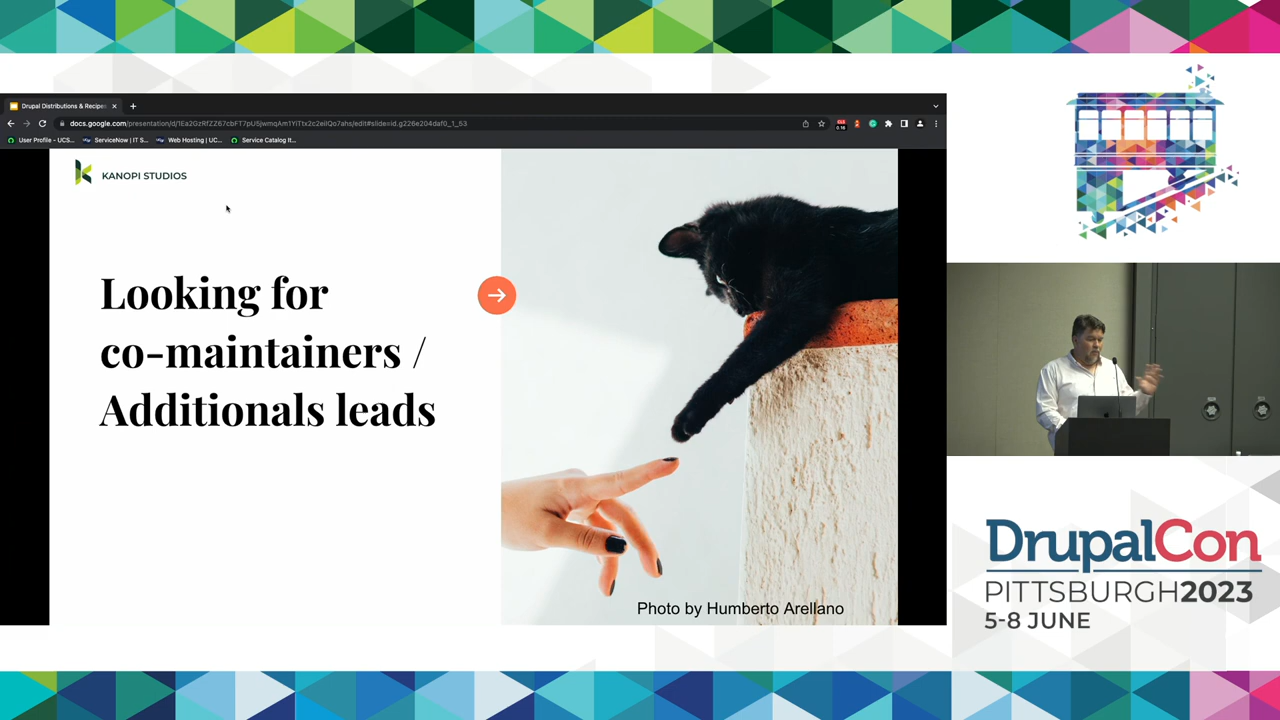 Drupal Distributions & Recipes
docs.google.com/presentation/d/1Ea2GzRfZZ67cbFT7pU5jwmqAm1YiTtx2c2eilQo7ahs/edit#slide=id.g226e204daf0_1_53
User Profile - UCS...
ServiceNow | IT S...
Web Hosting | UC...
Service Catalog It...
KANOPI STUDIOS
Looking for
co-maintainers /
Additionals leads
Photo by Humberto Arellano
DrupalCon
PITTSBURGH2023
5-8 JUNE